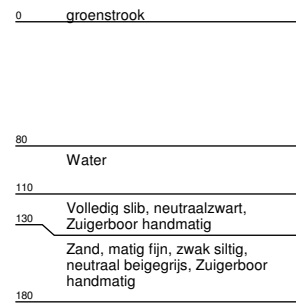 0 groenstrook
80
Water
110
Volledig slib, neutraalzwart,
130 Zuigerboor handmatig
Zand, matig fijn, zwak siltig,
neutraal beigegrijs, Zuigerboor
handmatig
180